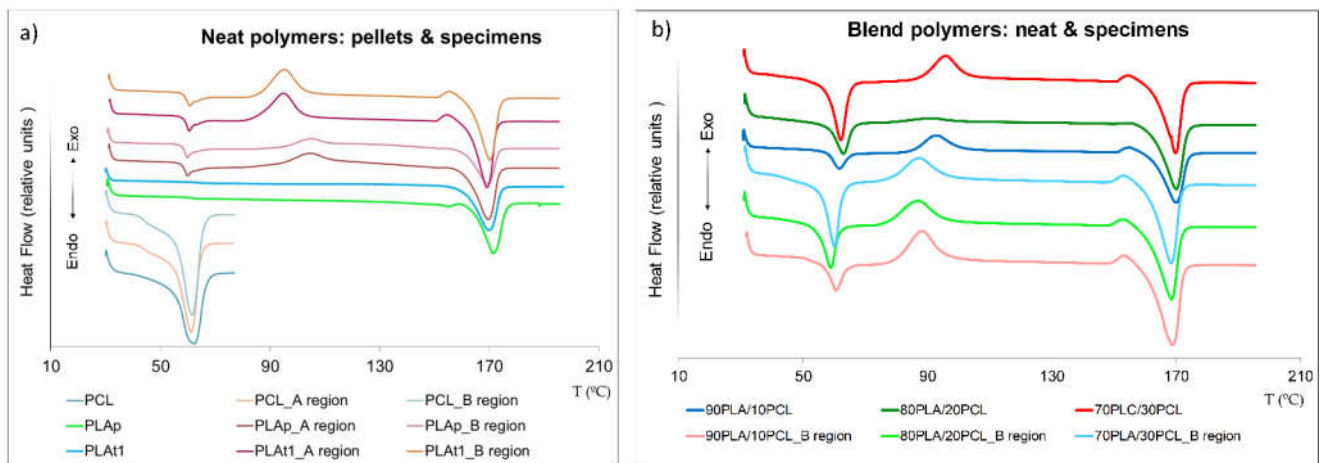 a)
Neat polymers: pellets & specimens
Heat Flow (relative units)
Endo
Exo
10
50
90
130
170
210
T (ºC)
PCL
PCL_A region
PCL_B region
PLAp
PLAp_A region
PLAp_B region
PLAt1
PLAt1_A region
PLAt1_B region
b)
Blend polymers: neat & specimens
Heat Flow (relative units)
Endo
Exo
10
50
90
130
170
210
T (ºC)
90PLA/10PCL
80PLA/20PCL
70PLC/30PCL
90PLA/10PCL_B region
80PLA/20PCL_B region
70PLA/30PCL_B region